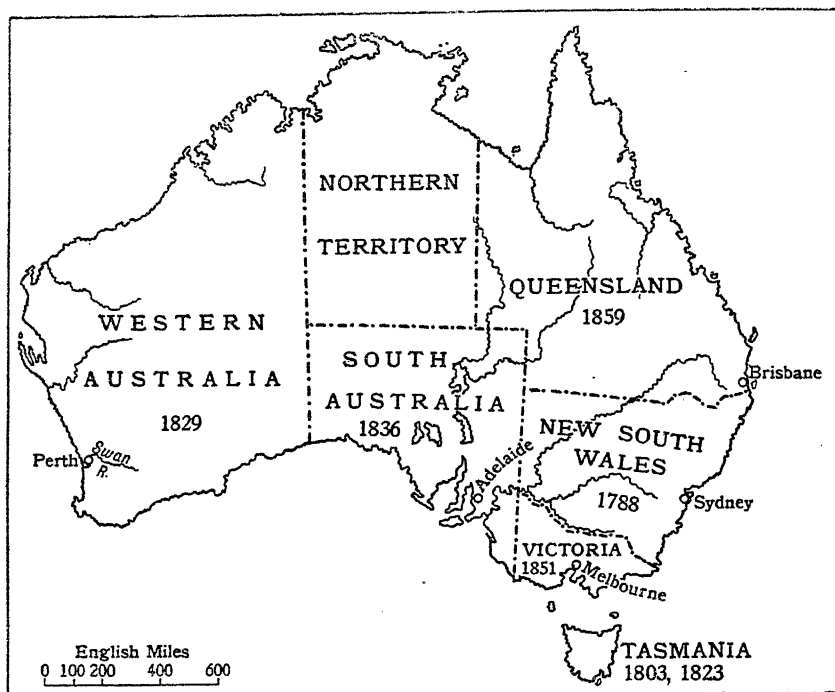 NORTHERN
TERRITORY
QUEENSLAND
1859
WESTERN
AUSTRALIA
1829
SOUTH
AUSTRALIA
1836
Brisbane
NEW SOUTH
WALES
1788
Perth
Swan
R.
Adelaide
Sydney
VICTORIA
1851
Melbourne
TASMANIA
1803, 1823
English Miles
0 100 200 400 600